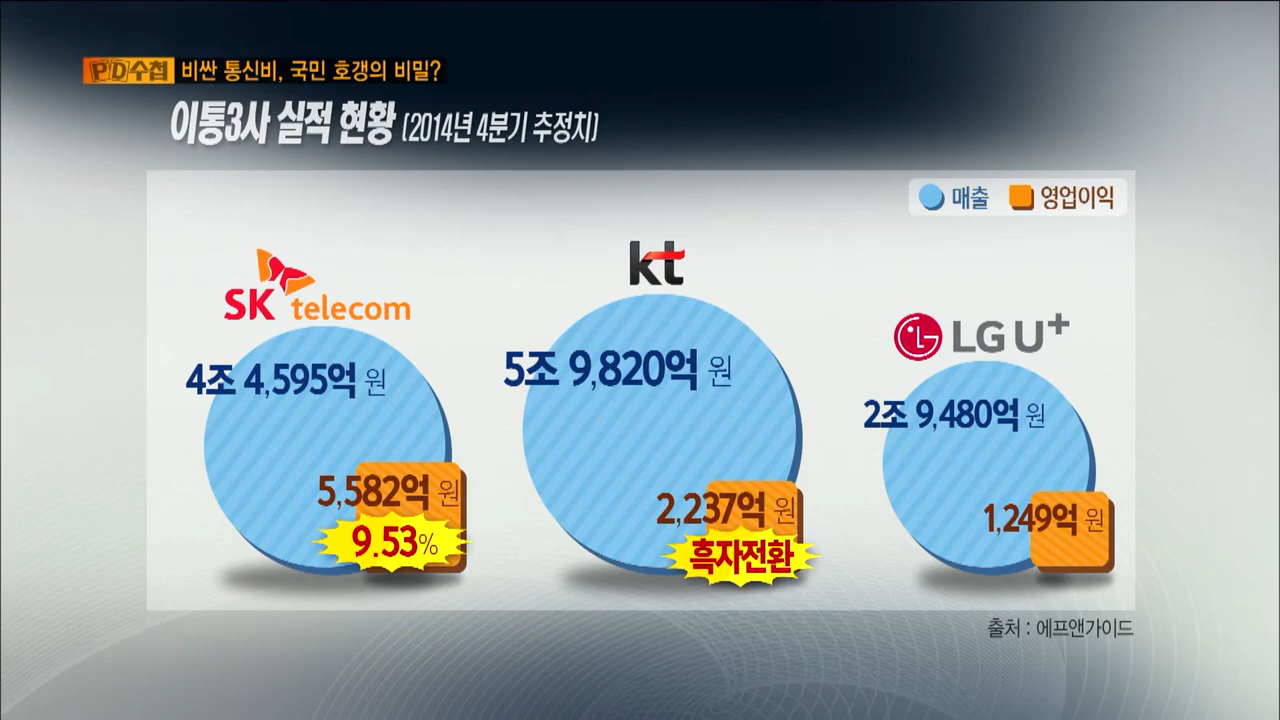 PD수첩 비싼 통신비, 국민 호갱의 비밀?
이통3사 실적 현황 (2014년 4분기 추정치)
매출 영업이익
SK telecom
4조 4,595억 원
5,582억 원
9.53%
kt
5조 9,820억 원
2,237억 원
흑자전환
LG U+
2조 9,480억 원
1,249억 원
출처 : 에프앤가이드